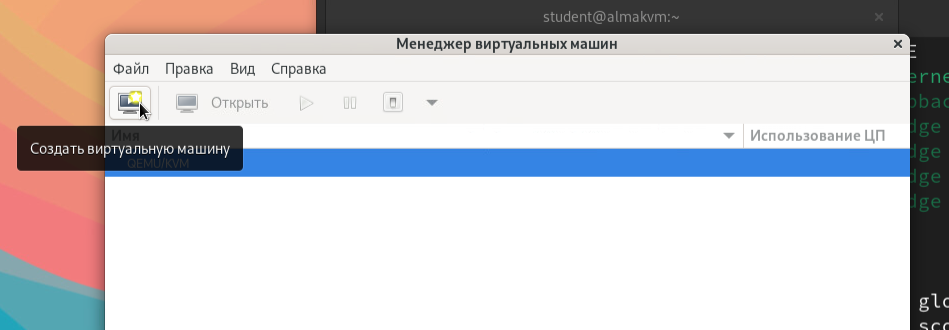 student@almakvm:~
Менеджер виртуальных машин
Файл Правка Вид Справка
Открыть
Имя Использование ЦП
Создать виртуальную машину
QEMU/KVM
E
erne
obac
dge
dge
dge
dge
glo
sco